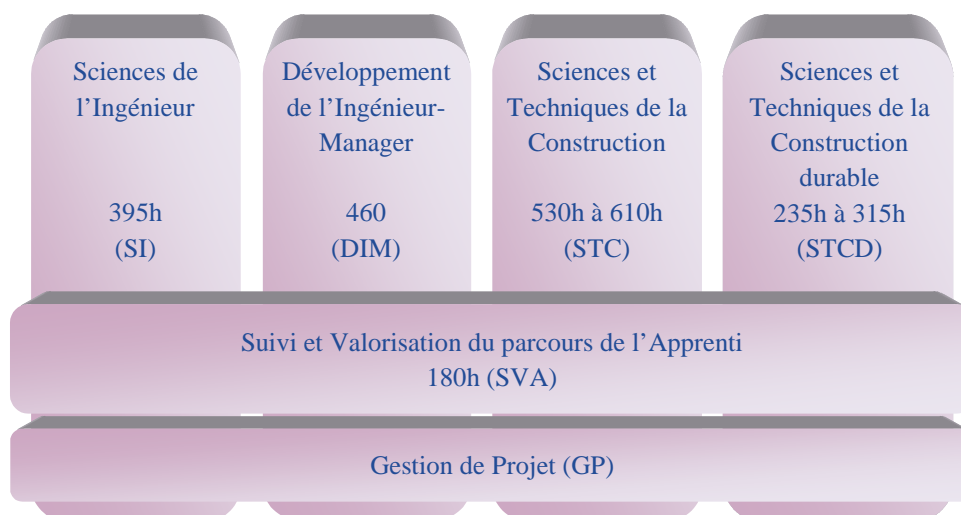 Sciences de
l’Ingénieur
395h
(SI)
Développement
de l’Ingénieur-
Manager
460
(DIM)
Sciences et
Techniques de la
Construction
530h à 610h
(STC)
Sciences et
Techniques de la
Construction
durable
235h à 315h
(STCD)
Suivi et Valorisation du parcours de l’Apprenti
180h (SVA)
Gestion de Projet (GP)